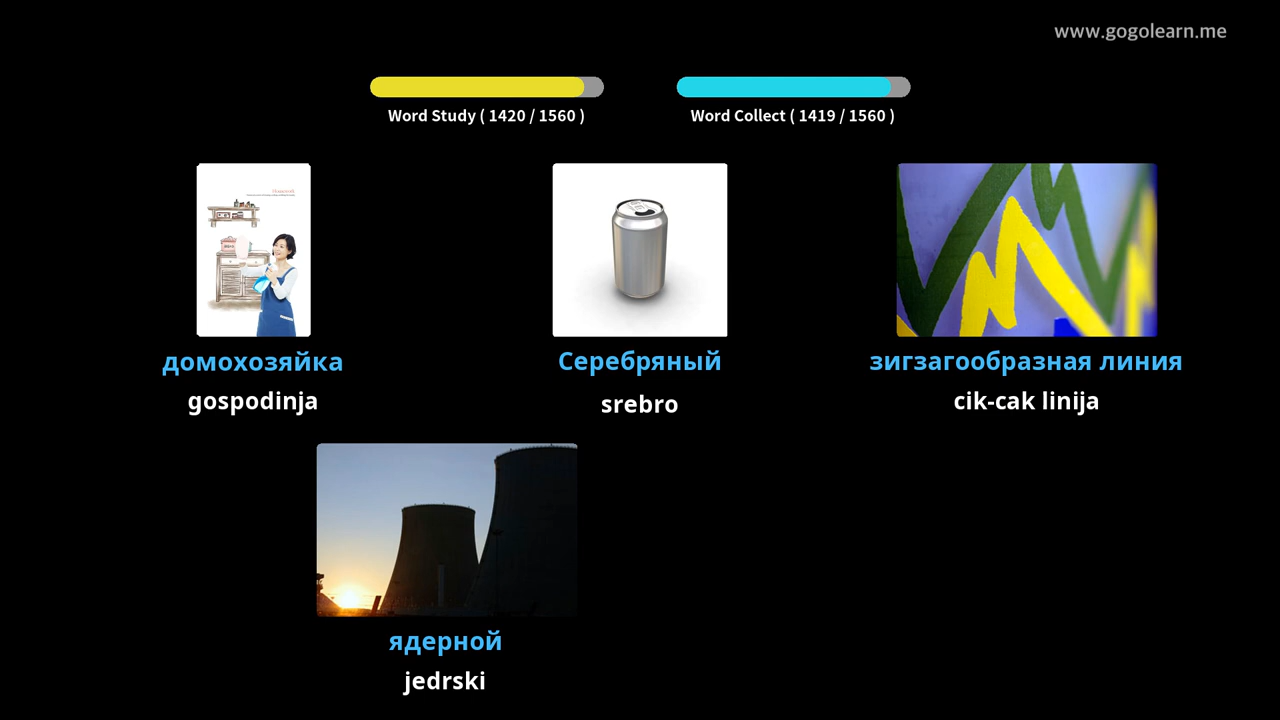 www.gogolearn.me
Word Study ( 1420 / 1560 )
Word Collect ( 1419 / 1560 )
домохозяйка
Серебряный
зигзагообразная линия
gospodinja
srebro
cik-cak linija
ядерной
jedrski